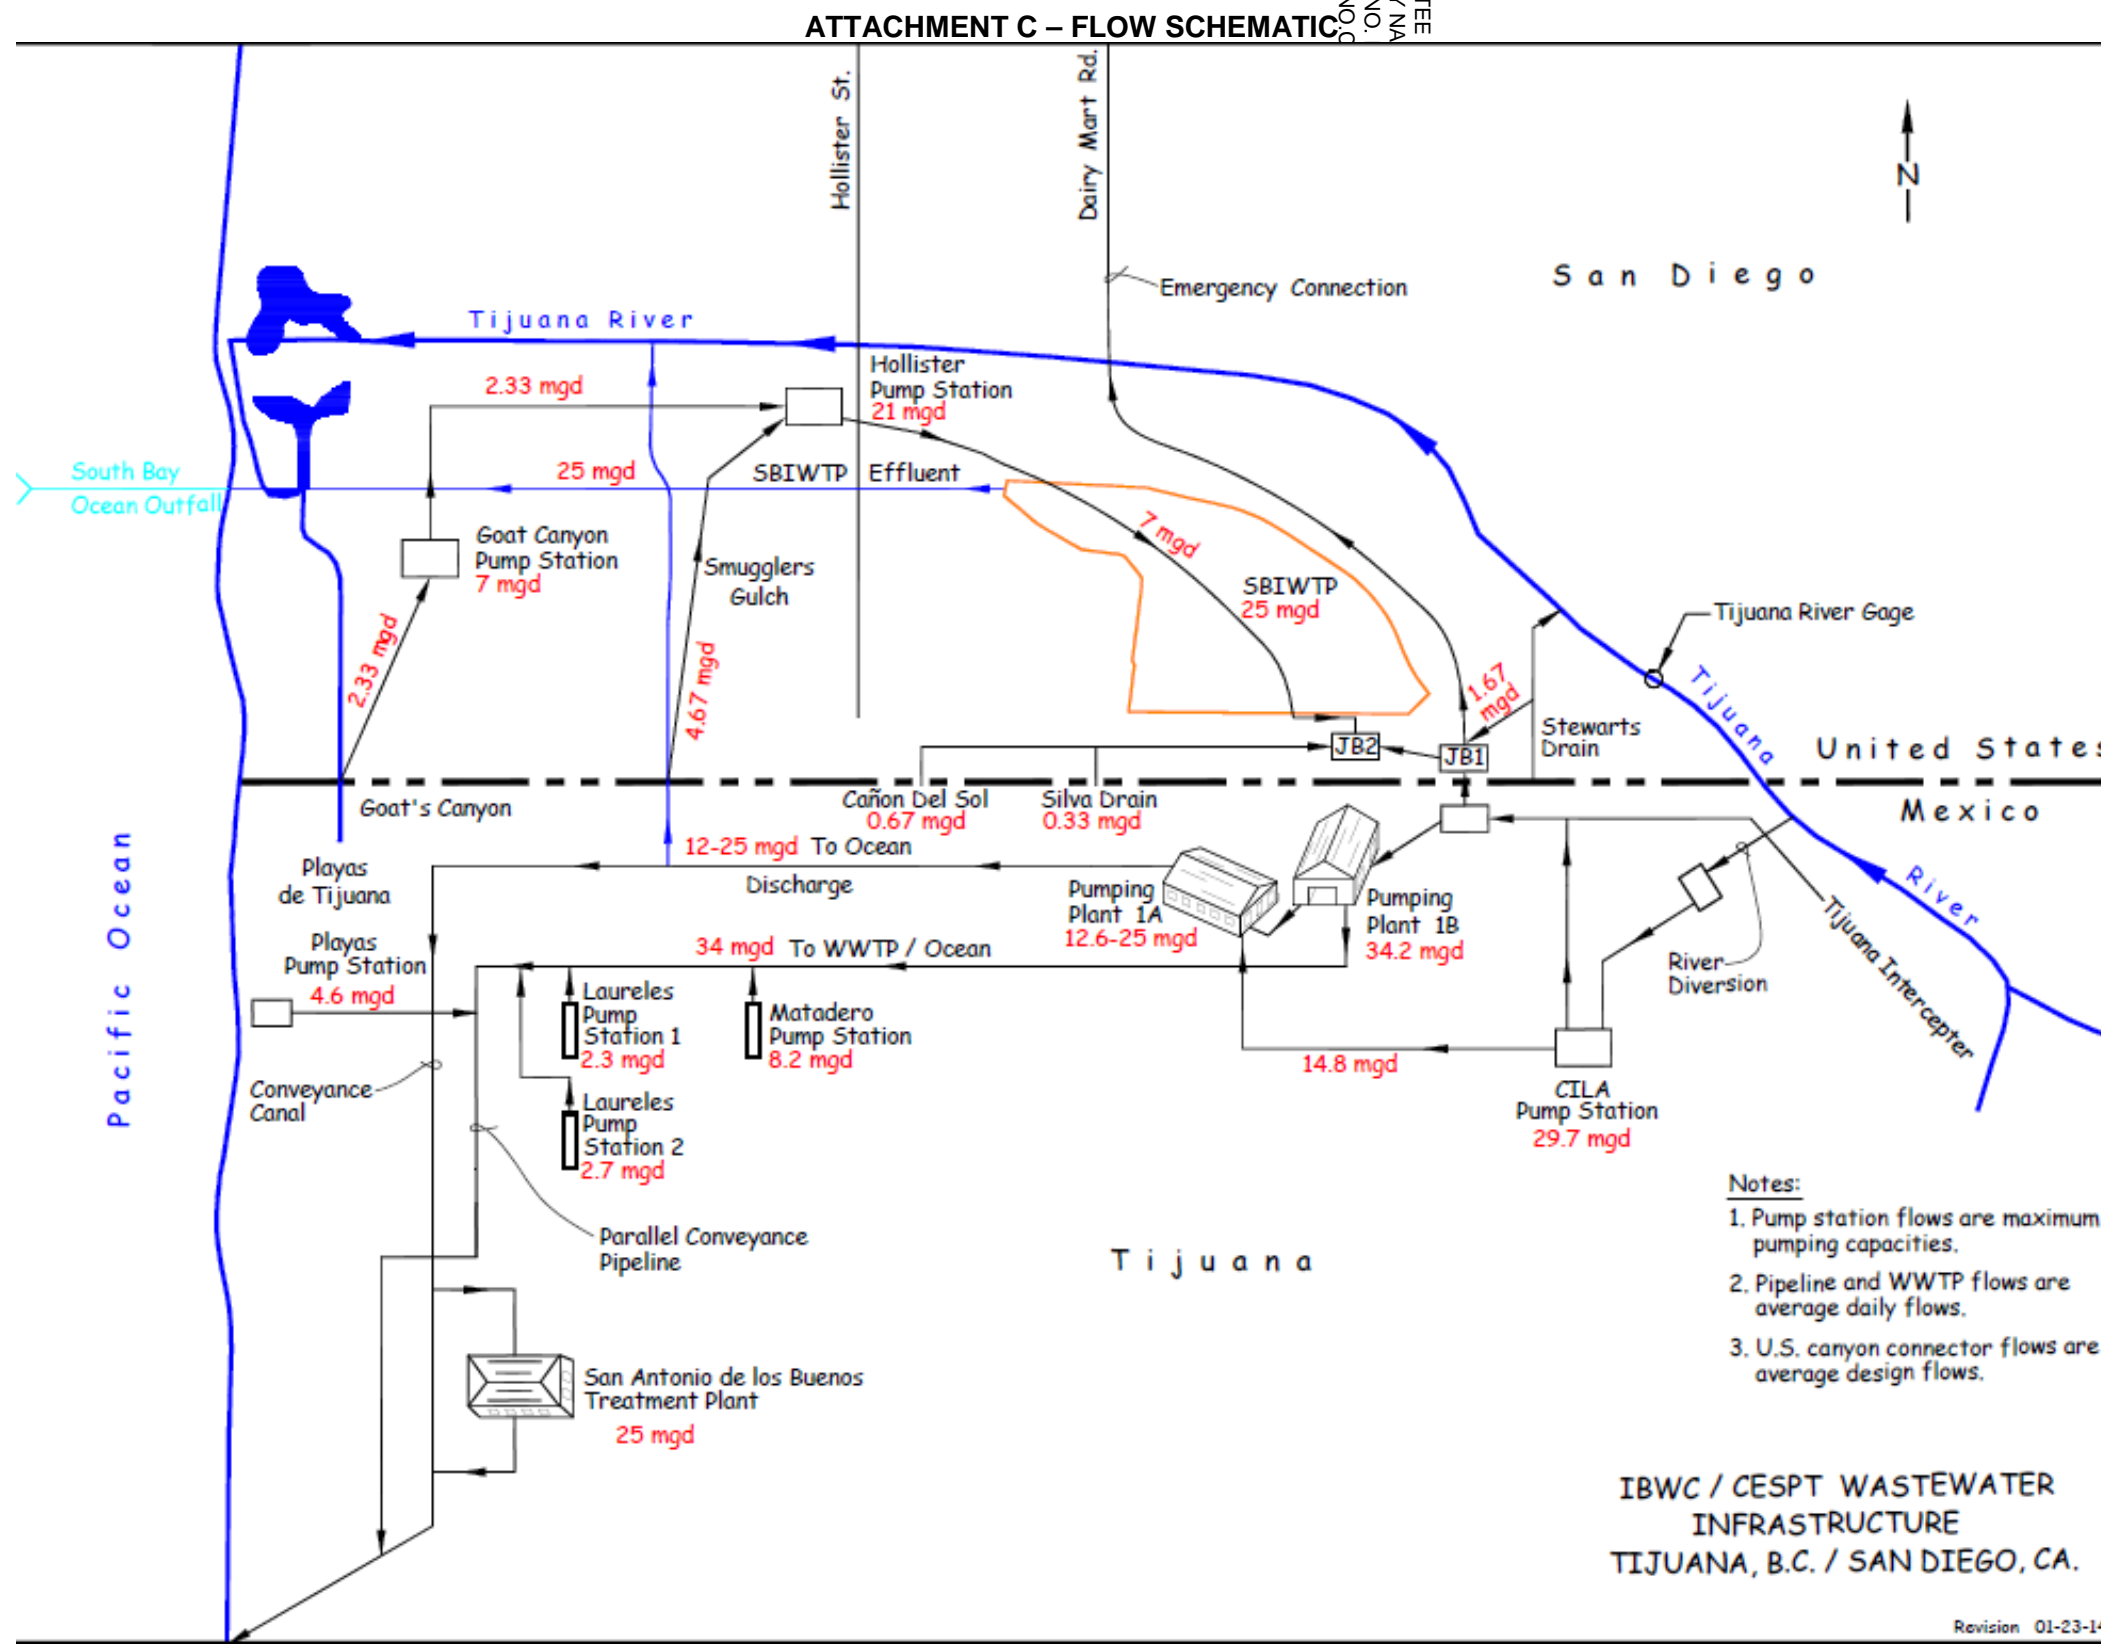 ATTACHMENT C – FLOW SCHEMATIC
TEE
Y NA
NO.
NO. C
Hollister St.
Dairy Mart Rd.
N
San Diego
Emergency Connection
Tijuana River
Hollister
Pump Station
21 mgd
2.33 mgd
South Bay
Ocean Outfall
25 mgd
SBIWTP Effluent
7 mgd
Goat Canyon
Pump Station
7 mgd
Smugglers
Gulch
SBIWTP
25 mgd
2.33 mgd
4.67 mgd
1.67
mgd
Tijuana River Gage
Tijuana
Stewarts
Drain
JB2
JB1
United States
Mexico
Goat's Canyon
Cañon Del Sol
0.67 mgd
Silva Drain
0.33 mgd
12-25 mgd To Ocean
Discharge
Playas
de Tijuana
Pumping
Plant 1A
12.6-25 mgd
Pumping
Plant 1B
34.2 mgd
River
Tijuana Intercepter
River
Diversion
Pacific Ocean
Playas
Pump Station
4.6 mgd
34 mgd To WWTP / Ocean
Laureles
Pump
Station 1
2.3 mgd
Matadero
Pump Station
8.2 mgd
14.8 mgd
CILA
Pump Station
29.7 mgd
Conveyance
Canal
Laureles
Pump
Station 2
2.7 mgd
Parallel Conveyance
Pipeline
Tijuana
San Antonio de los Buenos
Treatment Plant
25 mgd
Notes:
1. Pump station flows are maximum
pumping capacities.
2. Pipeline and WWTP flows are
average daily flows.
3. U.S. canyon connector flows are
average design flows.
IBWC / CESPT WASTEWATER
INFRASTRUCTURE
TIJUANA, B.C. / SAN DIEGO, CA.
Revision 01-23-14